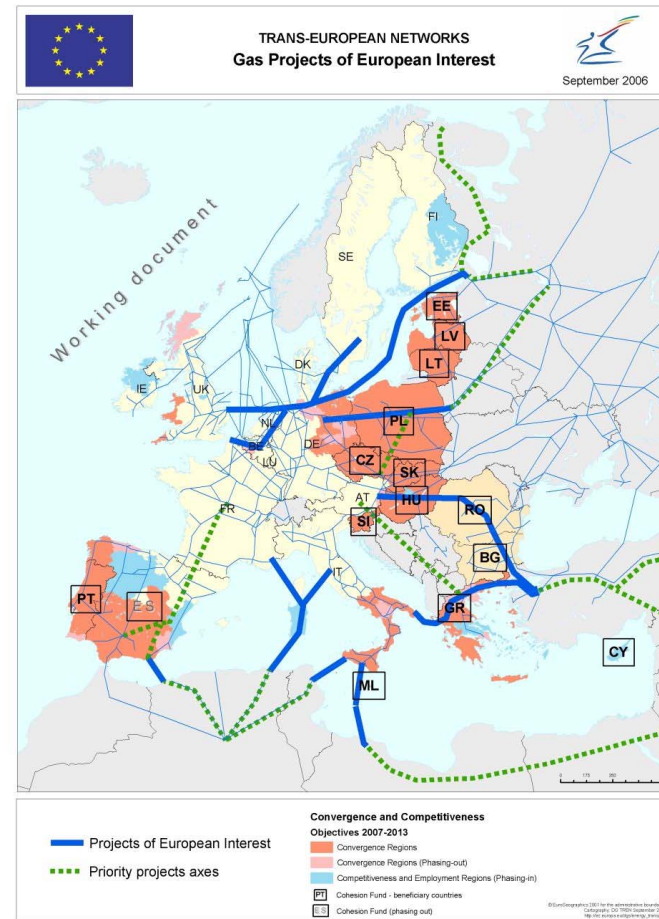 TRANS-EUROPEAN NETWORKS
Gas Projects of European Interest
September 2006
Working document
FI
SE
EE
LV
LT
DK
IE
UK
NL
PL
BE
DE
LU
CZ
SK
AT
HU
FR
SI
RO
BG
IT
PT
ES
GR
CY
ML
Projects of European Interest
Priority projects axes
Convergence and Competitiveness
Objectives 2007-2013
Convergence Regions
Convergence Regions (Phasing-out)
Competitiveness and Employment Regions (Phasing-in)
PT Cohesion Fund - beneficiary countries
ES Cohesion Fund (phasing out)